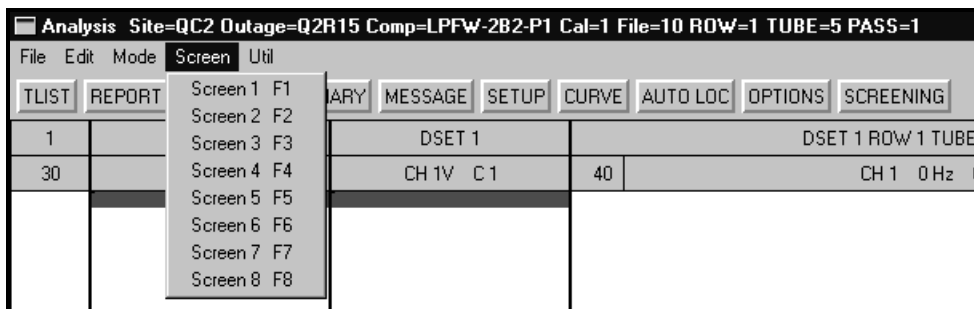 Analysis Site=QC2 Outage=Q2R15 Comp=LPFW-2B2-P1 Cal=1 File=10 ROW=1 TUBE=5 PASS=1
File Edit Mode Screen Util
TLIST REPORT MESSAGE SETUP CURVE AUTO LOC OPTIONS SCREENING
Screen 1 F1
Screen 2 F2
Screen 3 F3
Screen 4 F4
Screen 5 F5
Screen 6 F6
Screen 7 F7
Screen 8 F8
1 DSET 1 DSET 1 ROW 1 TUBE
30 CH 1V C 1 40 CH 1 0 Hz